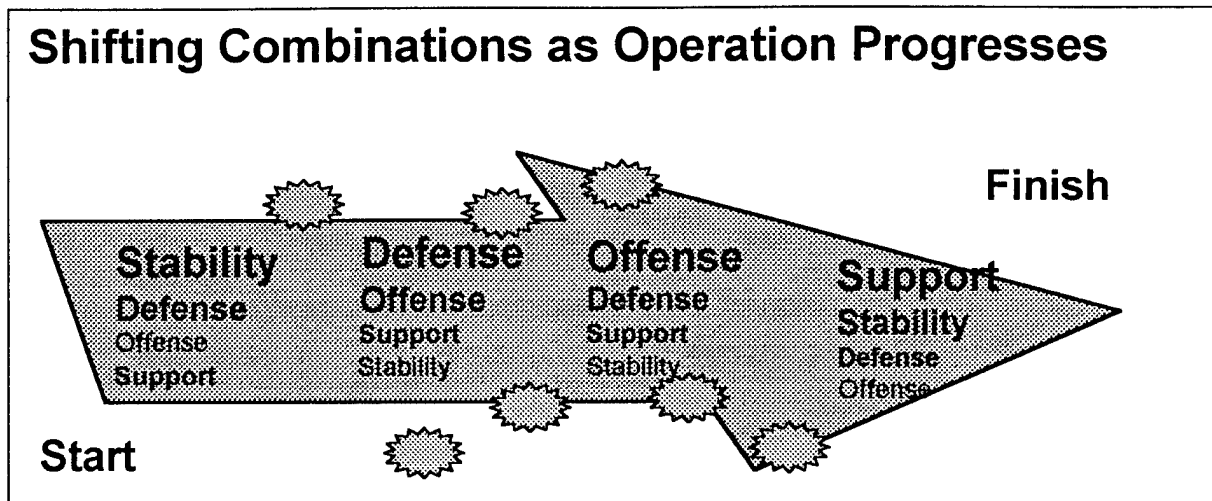 Shifting Combinations as Operation Progresses
Finish
Stability
Defense
Offense
Support
Defense
Offense
Support
Stability
Offense
Defense
Support
Stability
Support
Stability
Defense
Offense
Start